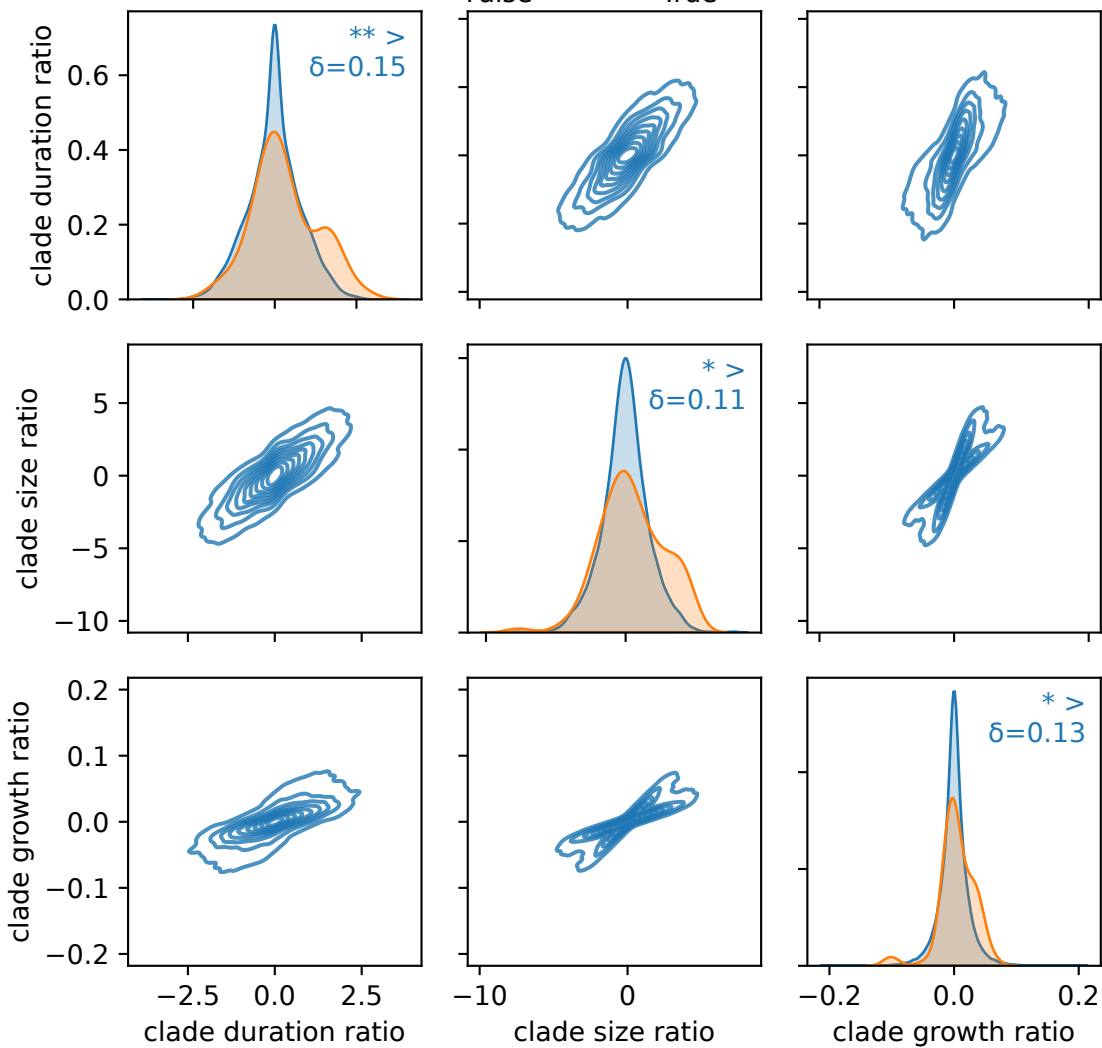 False True
clade duration ratio
0.6
0.4
0.2
0.0
** >
δ=0.15
clade size ratio
5
0
−5
−10
* >
δ=0.11
clade growth ratio
0.2
0.1
0.0
−0.1
−0.2
* >
δ=0.13
−2.5 0.0 2.5
−10 0
−0.2 0.0 0.2
clade duration ratio
clade size ratio
clade growth ratio